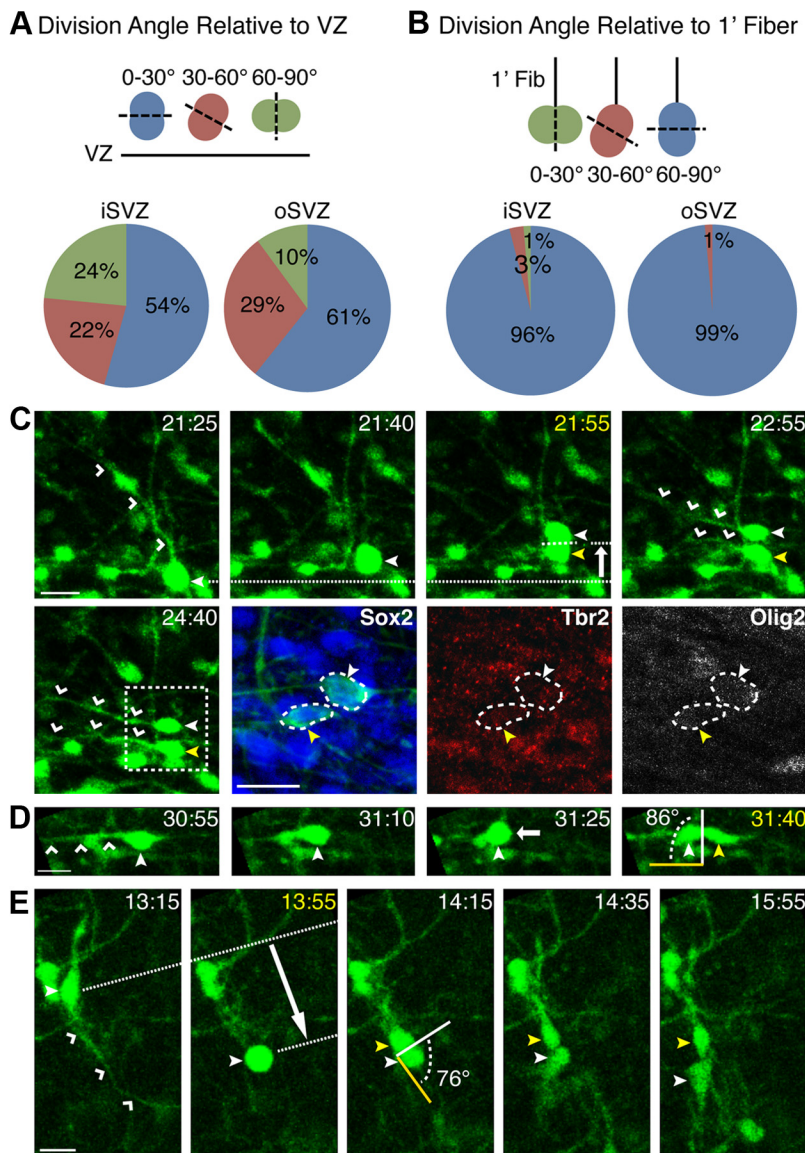 A Division Angle Relative to VZ
0-30° 30-60° 60-90°
VZ
iSVZ
oSVZ
24%
22%
54%
10%
29%
61%
B Division Angle Relative to 1' Fiber
1' Fib
0-30° 30-60° 60-90°
iSVZ
oSVZ
1%
3%
96%
1%
99%
C
21:25
21:40
21:55
22:55
24:40
Sox2
Tbr2
Olig2
D
30:55
31:10
31:25
31:40
86°
E
13:15
13:55
14:15
14:35
15:55
76°